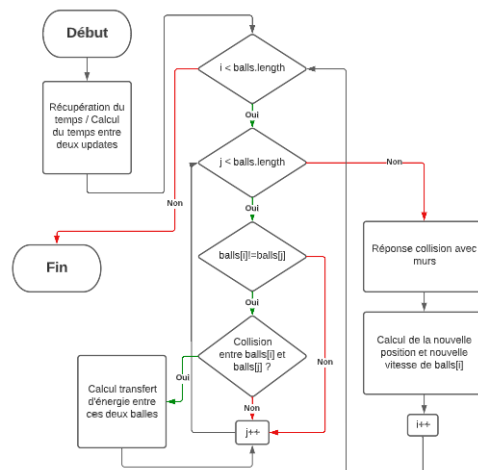 Début
i < balls.length
Récupération du
temps / Calcul
du temps entre
deux updates
Oui
j < balls.length
Non
Non
Oui
Fin
balls[i]!=balls[j]
Réponse collision avec
murs
Oui
Collision
entre balls[i] et
balls[j] ?
Non
Calcul de la nouvelle
position et nouvelle
vitesse de balls[i]
Oui
Calcul transfert
d'énergie entre
ces deux balles
Non
j++
i++